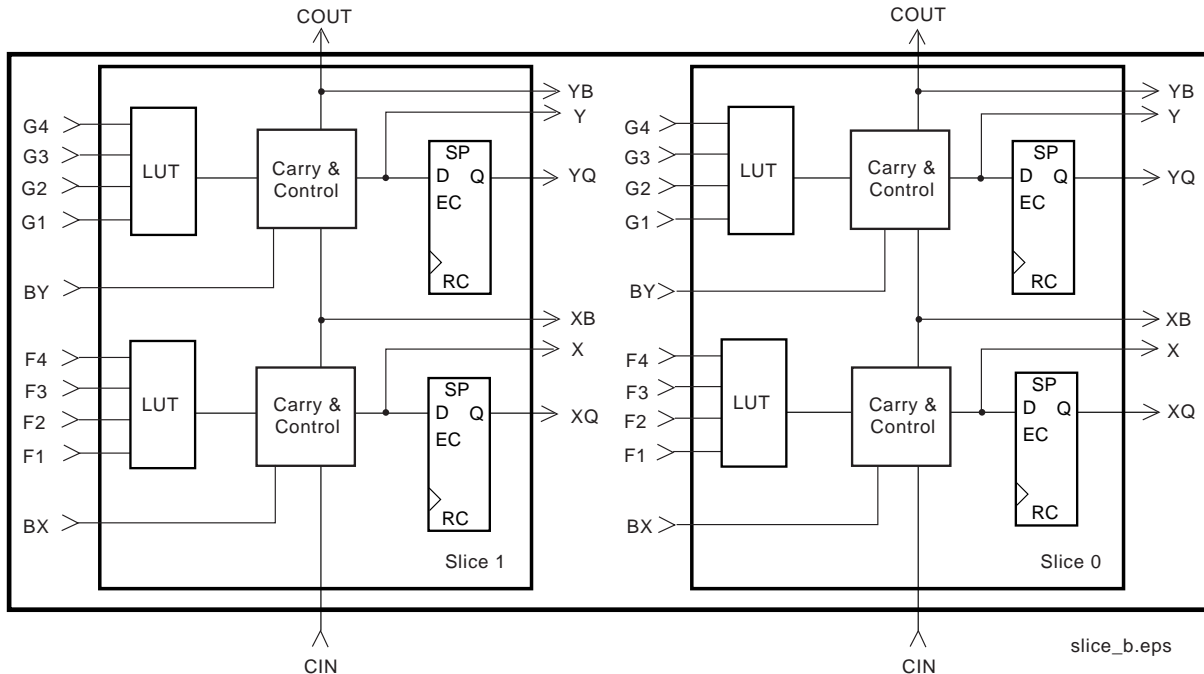 COUT
COUT
YB
Y
G4
G3
G2
G1
LUT
Carry &
Control
SP
D Q
EC
RC
YQ
BY
XB
X
F4
F3
F2
F1
LUT
Carry &
Control
SP
D Q
EC
RC
XQ
BX
Slice 1
CIN
YB
Y
G4
G3
G2
G1
LUT
Carry &
Control
SP
D Q
EC
RC
YQ
BY
XB
X
F4
F3
F2
F1
LUT
Carry &
Control
SP
D Q
EC
RC
XQ
BX
Slice 0
CIN
slice_b.eps